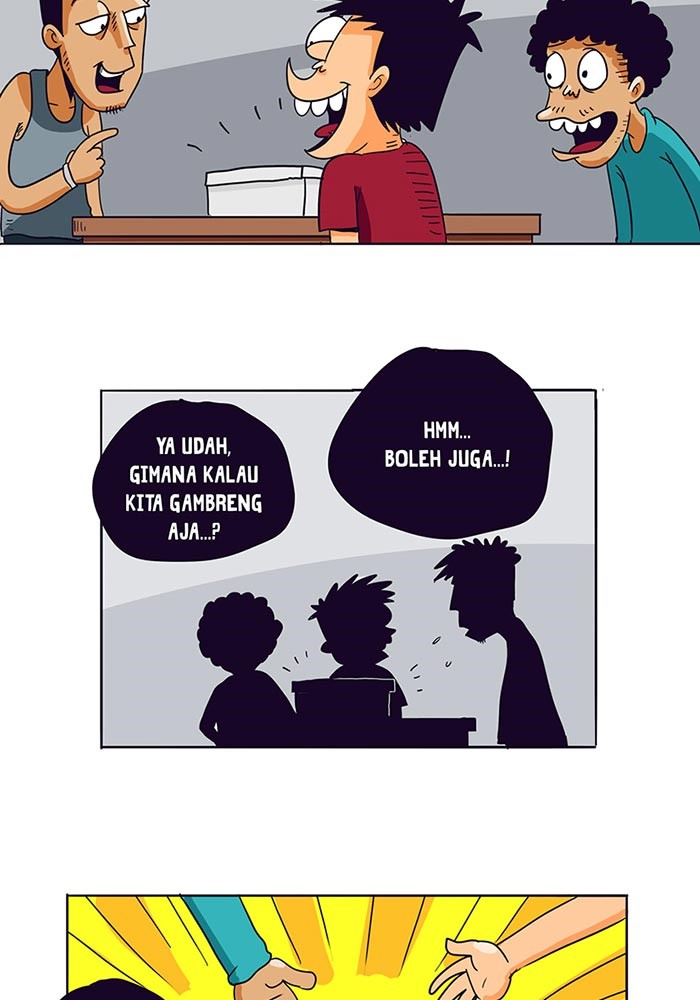 YA UDAH,
GIMANA KALAU
KITA GAMBRENG
AJA...?
HMM...
BOLEH JUGA...!